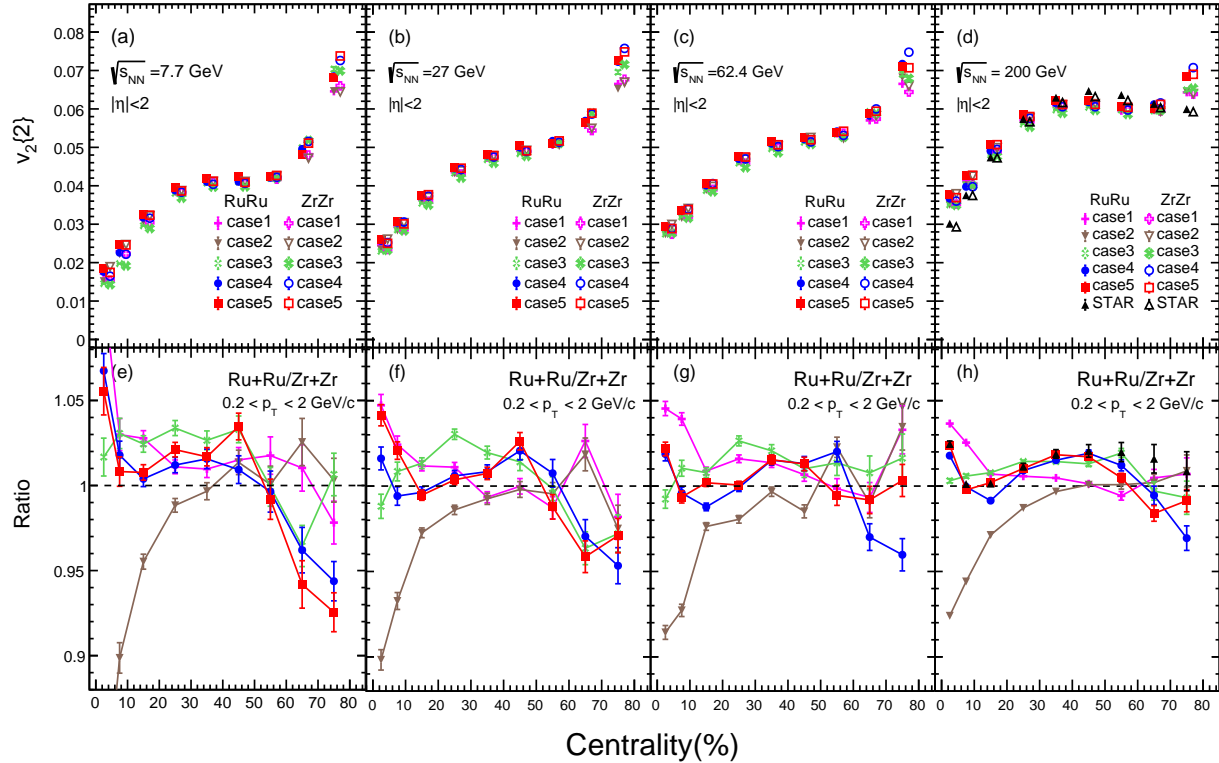 v₂{2}
0.08
0.07
0.06
0.05
0.04
0.03
0.02
0.01
0
(a)
√s_NN =7.7 GeV
|η|<2
RuRu ZrZr
case1 case1
case2 case2
case3 case3
case4 case4
case5 case5
(b)
√s_NN =27 GeV
|η|<2
RuRu ZrZr
case1 case1
case2 case2
case3 case3
case4 case4
case5 case5
(c)
√s_NN =62.4 GeV
|η|<2
RuRu ZrZr
case1 case1
case2 case2
case3 case3
case4 case4
case5 case5
(d)
√s_NN = 200 GeV
|η|<2
RuRu ZrZr
case1 case1
case2 case2
case3 case3
case4 case4
case5 case5
STAR STAR
Ratio
1.05
1
0.95
0.9
(e)
Ru+Ru/Zr+Zr
0.2 < p_T < 2 GeV/c
(f)
Ru+Ru/Zr+Zr
0.2 < p_T < 2 GeV/c
(g)
Ru+Ru/Zr+Zr
0.2 < p_T < 2 GeV/c
(h)
Ru+Ru/Zr+Zr
0.2 < p_T < 2 GeV/c
0 10 20 30 40 50 60 70 80
0 10 20 30 40 50 60 70 80
0 10 20 30 40 50 60 70 80
0 10 20 30 40 50 60 70 80
Centrality(%)